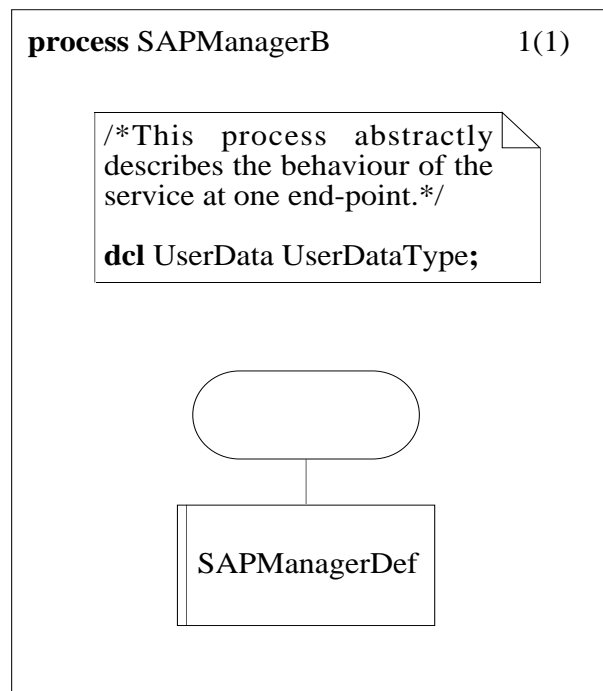 process SAPManagerB 1(1)
/*This process abstractly
describes the behaviour of the
service at one end-point.*/
dcl UserData UserDataType;
SAPManagerDef